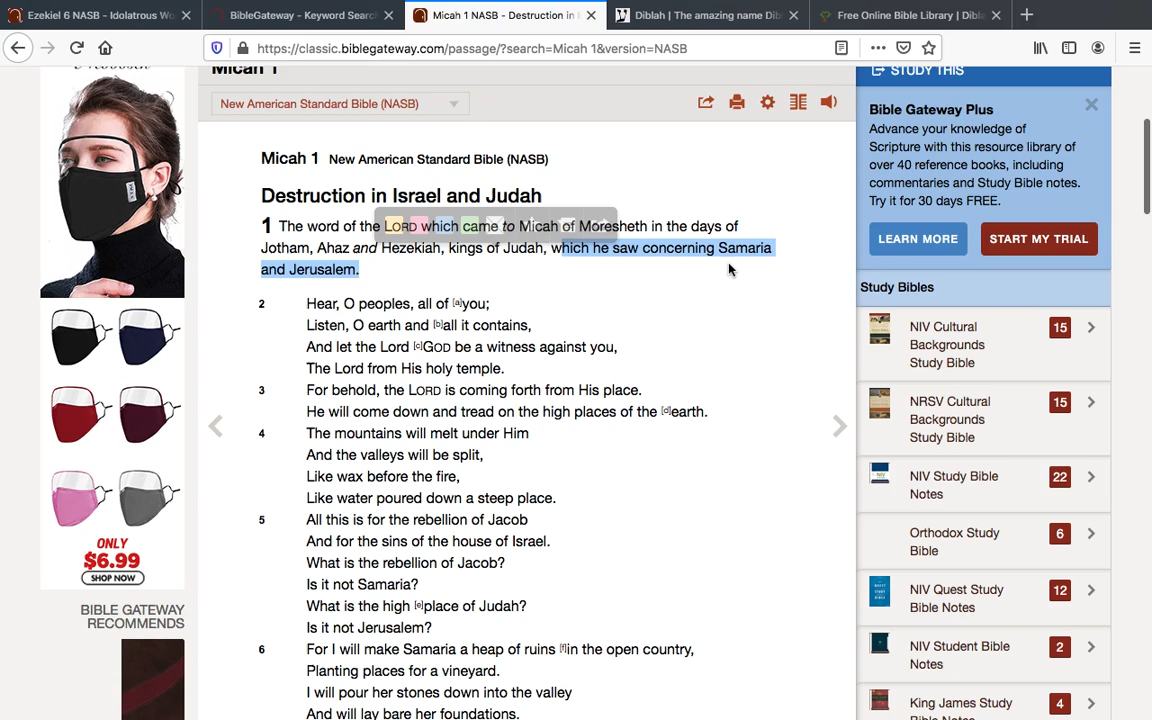 Ezekiel 6 NASB - Idolatrous Wo
BibleGateway - Keyword Search:
Micah 1 NASB - Destruction in I
Diblah | The amazing name Dib
Free Online Bible Library | Dibla
https://classic.biblegateway.com/passage/?search=Micah 1&version=NASB
ONLY
$6.99
SHOP NOW
BIBLE GATEWAY
RECOMMENDS
Micah 1
New American Standard Bible (NASB)
Micah 1 New American Standard Bible (NASB)
Destruction in Israel and Judah
1 The word of the LORD which came to Micah of Moresheth in the days of
Jotham, Ahaz and Hezekiah, kings of Judah, which he saw concerning Samaria
and Jerusalem.
2 Hear, O peoples, all of [a]you;
Listen, O earth and [b]all it contains,
And let the Lord [c]GOD be a witness against you,
The Lord from His holy temple.
3 For behold, the LORD is coming forth from His place.
He will come down and tread on the high places of the [d]earth.
4 The mountains will melt under Him
And the valleys will be split,
Like wax before the fire,
Like water poured down a steep place.
5 All this is for the rebellion of Jacob
And for the sins of the house of Israel.
What is the rebellion of Jacob?
Is it not Samaria?
What is the high [e]place of Judah?
Is it not Jerusalem?
6 For I will make Samaria a heap of ruins [f]in the open country,
Planting places for a vineyard.
I will pour her stones down into the valley
And will lay bare her foundations.
STUDY THIS
Bible Gateway Plus
Advance your knowledge of
Scripture with this resource library of
over 40 reference books, including
commentaries and Study Bible notes.
Try it for 30 days FREE.
LEARN MORE
START MY TRIAL
Study Bibles
NIV Cultural
Backgrounds
Study Bible
15
NRSV Cultural
Backgrounds
Study Bible
15
NIV Study Bible
Notes
22
Orthodox Study
Bible
6
NIV Quest Study
Bible Notes
12
NIV Student Bible
Notes
2
King James Study
Bible Notes
4